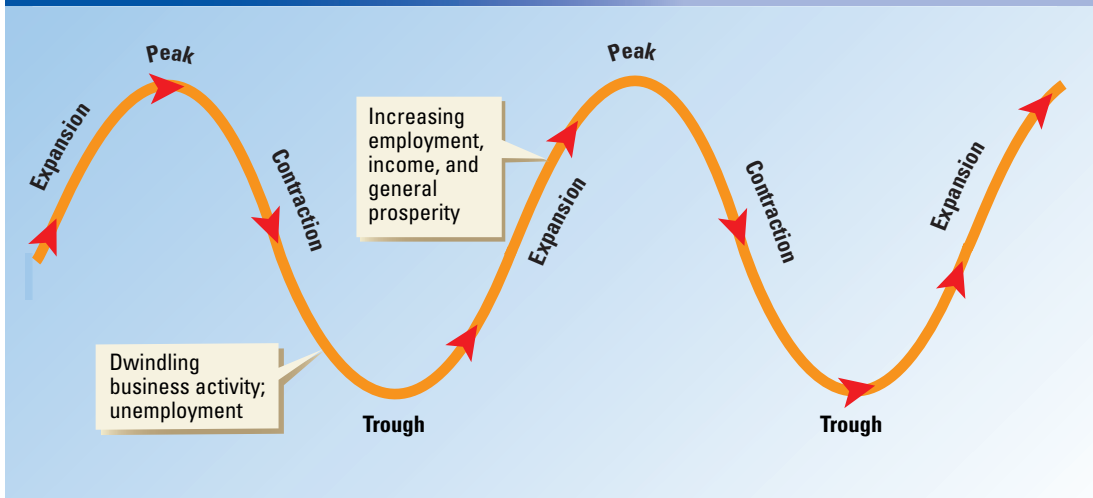 Peak
Peak
Expansion
Contraction
Increasing
employment,
income, and
general
prosperity
Expansion
Contraction
Expansion
Dwindling
business activity;
unemployment
Trough
Trough